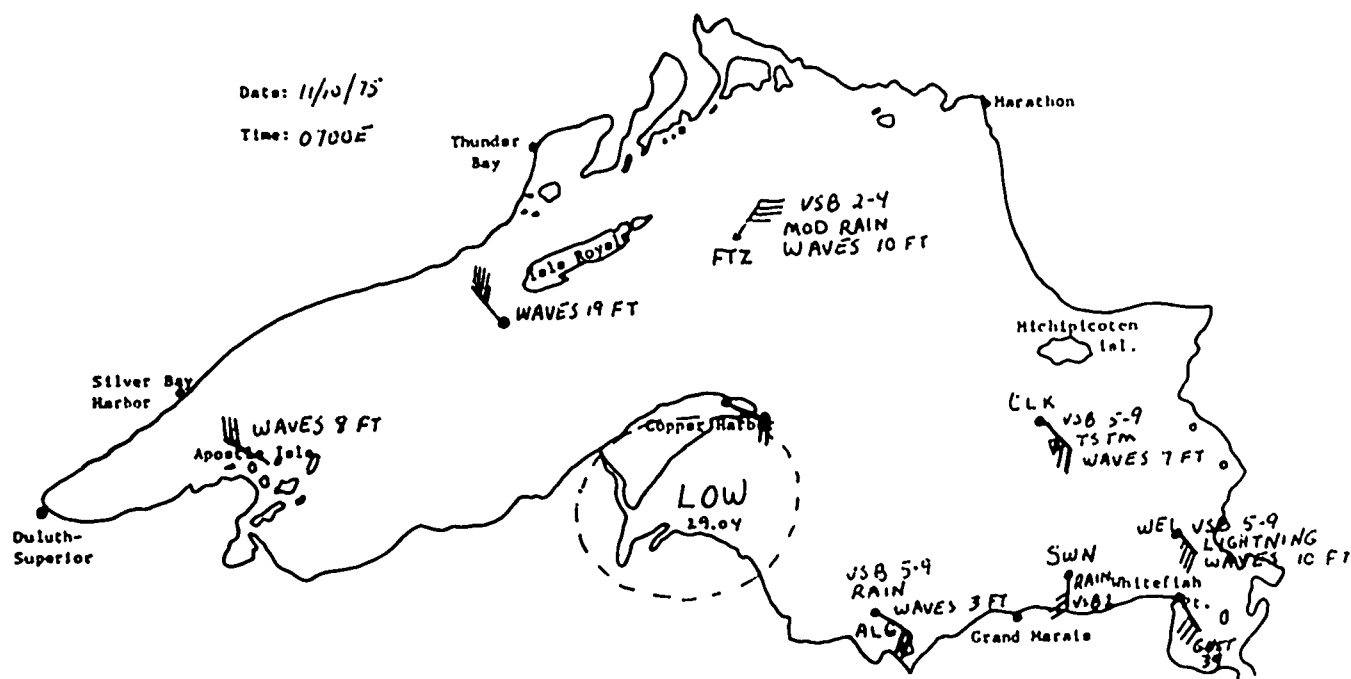 Date: 11/10/75
Time: 0700E
Thunder
Bay
Marathon
VSB 2-4
MOD RAIN
WAVES 10 FT
FTZ
Isle Royale
WAVES 19 FT
Michipicoten
Isl.
Silver Bay
Harbor
WAVES 8 FT
Apostle Isle
Copper Harbor
CLK
VSB 5-9
TSTM
WAVES 7 FT
LOW
29.04
Duluth-
Superior
WEL VSB 5-9
LIGHTNING
WAVES 10 FT
SWN
RAIN
Whitefish
Pt.
VSB 5-9
RAIN
WAVES 3 FT
ALG
Grand Marais
GUST
39